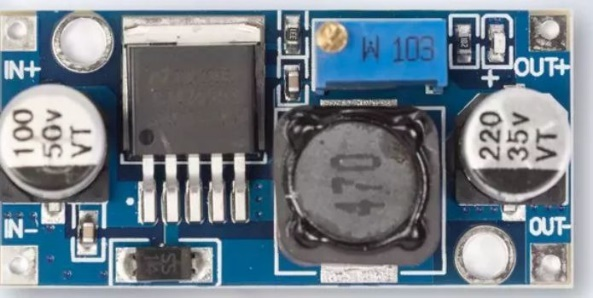 IN+
100
50V
VT
W 103
+
OUT+
220
35V
VT
470
IN-
OUT-